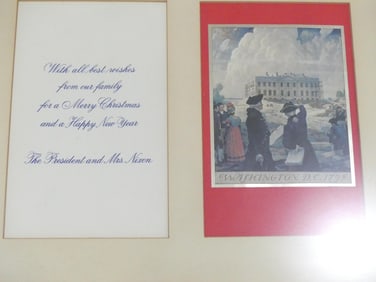 With all best wishes
from our family
for a Merry Christmas
and a Happy New Year
The President and Mrs. Nixon
WASHINGTON D.C. 1798